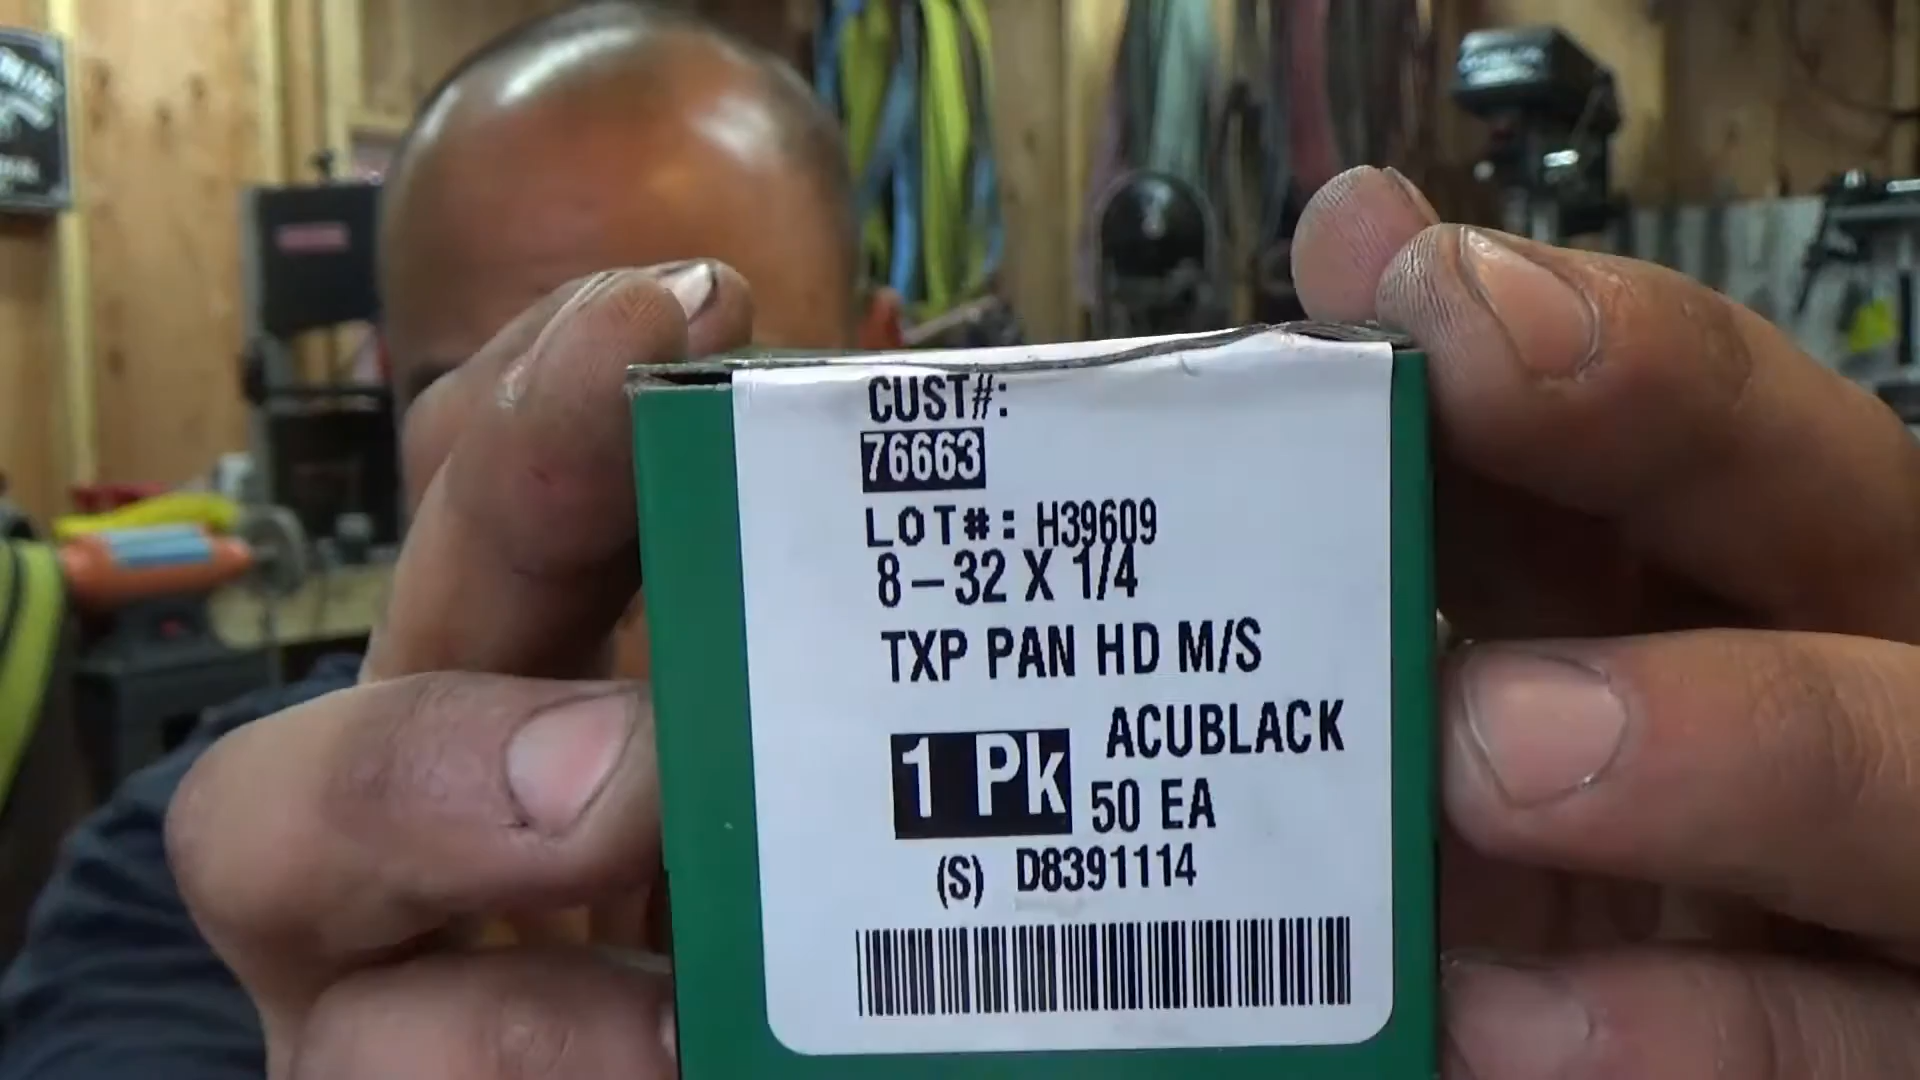 CUST#:
76663
LOT#: H39609
8-32 X 1/4
TXP PAN HD M/S
ACUBLACK
1 Pk
50 EA
(S) D8391114